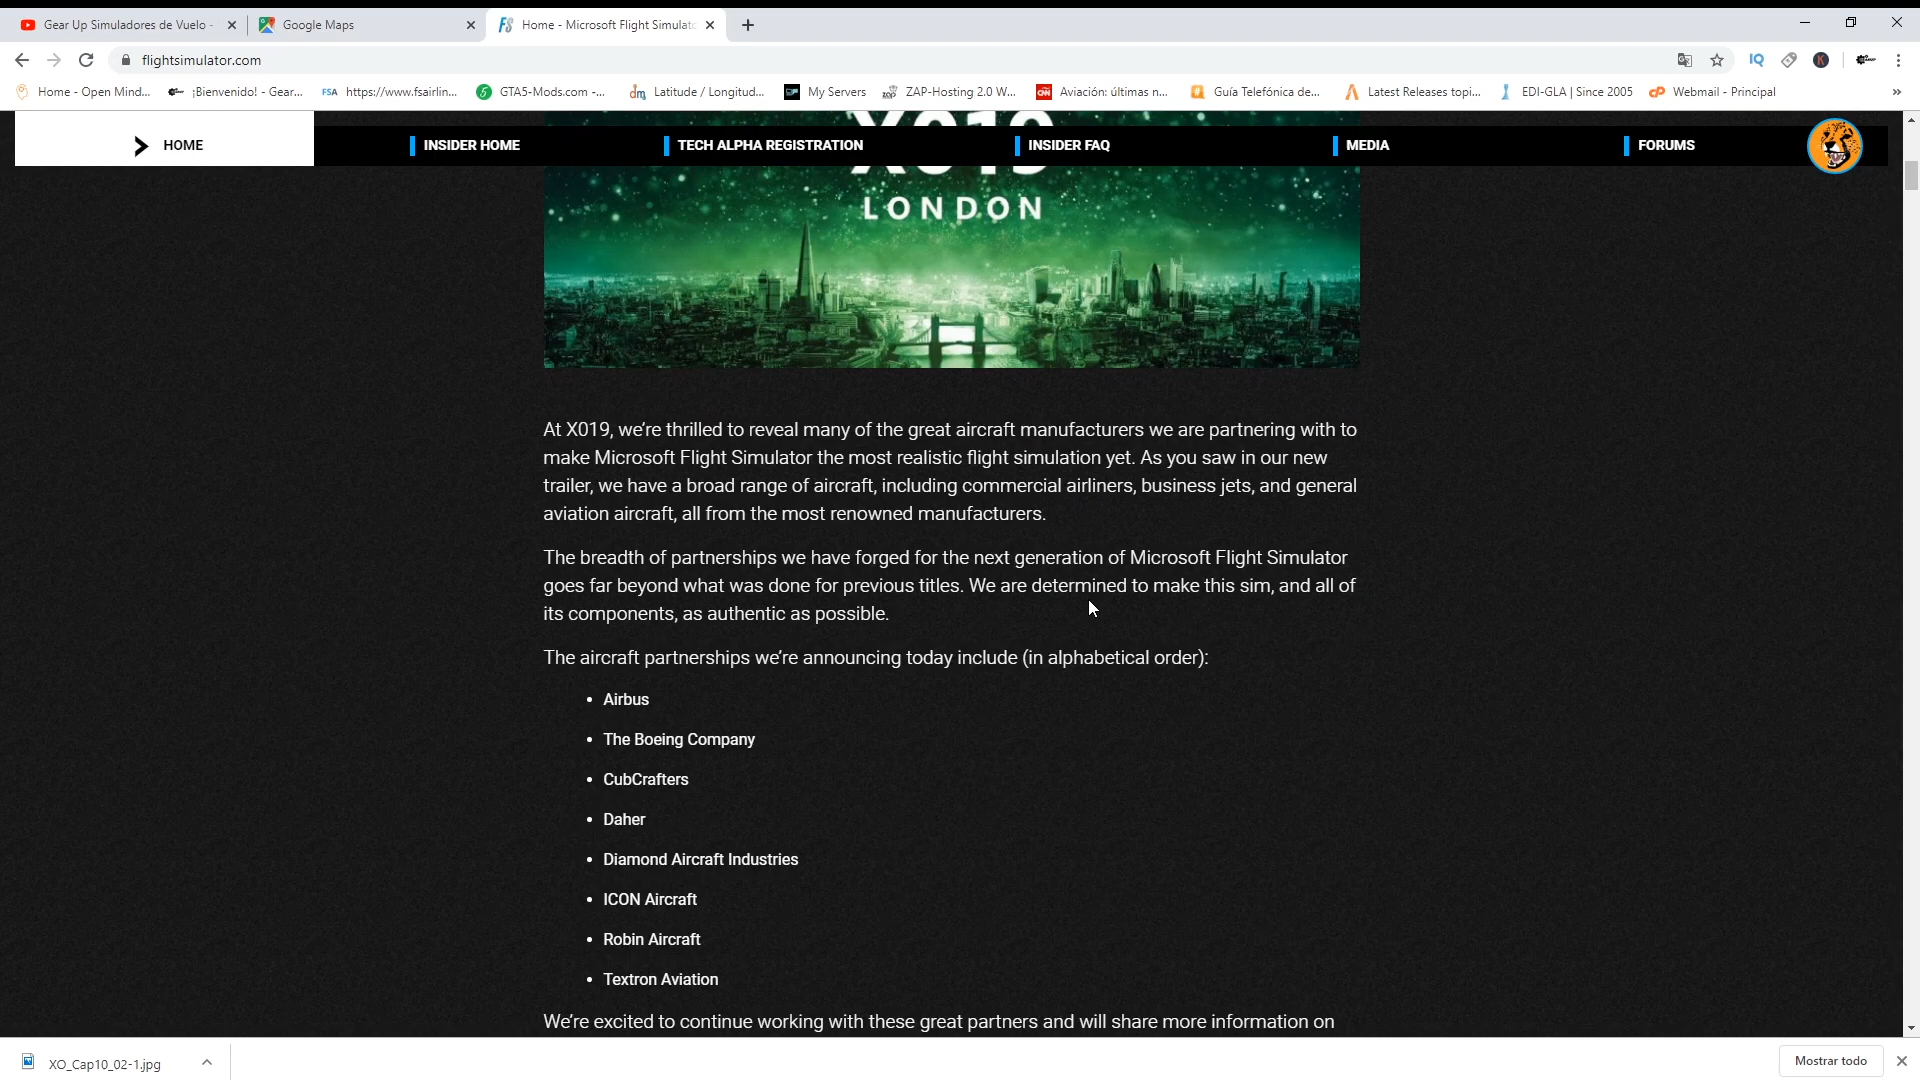 Gear Up Simuladores de Vuelo -
Google Maps
Home - Microsoft Flight Simulat
flightsimulator.com
Home - Open Mind...
¡Bienvenido! - Gear...
FSA https://www.fsairlin...
GTA5-Mods.com -...
Latitude / Longitud...
My Servers
ZAP-Hosting 2.0 W...
Aviación: últimas n...
Guía Telefónica de...
Latest Releases topi...
EDI-GLA | Since 2005
Webmail - Principal
HOME
INSIDER HOME
TECH ALPHA REGISTRATION
INSIDER FAQ
MEDIA
FORUMS
X019
LONDON
At X019, we're thrilled to reveal many of the great aircraft manufacturers we are partnering with to
make Microsoft Flight Simulator the most realistic flight simulation yet. As you saw in our new
trailer, we have a broad range of aircraft, including commercial airliners, business jets, and general
aviation aircraft, all from the most renowned manufacturers.
The breadth of partnerships we have forged for the next generation of Microsoft Flight Simulator
goes far beyond what was done for previous titles. We are determined to make this sim, and all of
its components, as authentic as possible.
The aircraft partnerships we're announcing today include (in alphabetical order):
• Airbus
• The Boeing Company
• CubCrafters
• Daher
• Diamond Aircraft Industries
• ICON Aircraft
• Robin Aircraft
• Textron Aviation
We're excited to continue working with these great partners and will share more information on
XO_Cap10_02-1.jpg
Mostrar todo